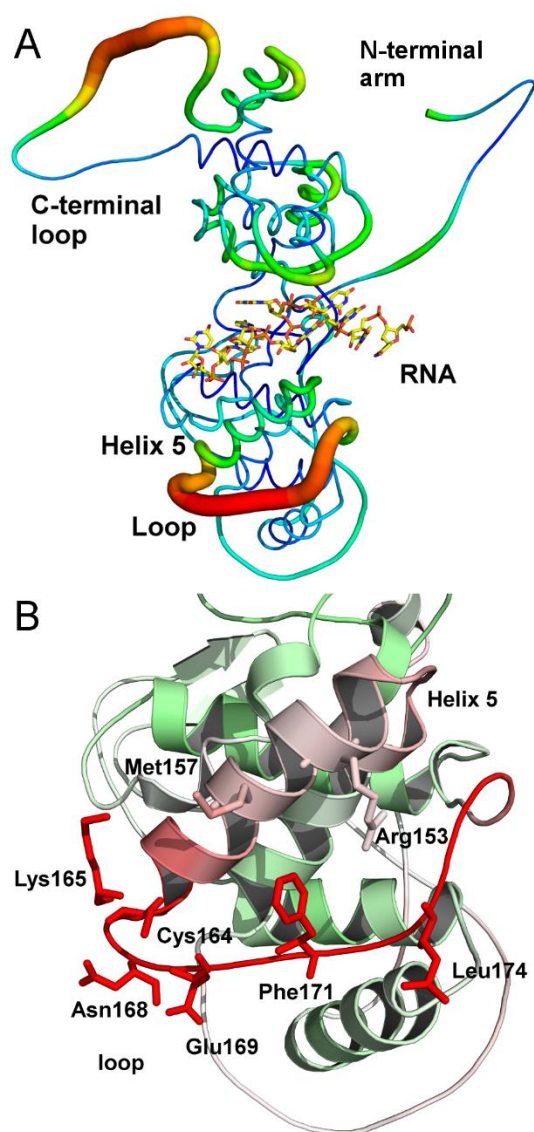 A
N-terminal
arm
C-terminal
loop
RNA
Helix 5
Loop
B
Helix 5
Met157
Arg153
Lys165
Cys164
Leu174
Phe171
Asn168
Glu169
loop